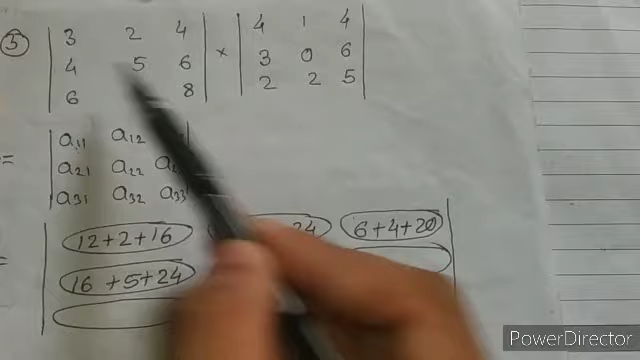 5 | 3 2 4 | × | 4 1 4 |
| 4 5 6 | | 3 0 6 |
| 6 8 | | 2 2 5 |
= | a11 a12 |
| a21 a22 |
| a31 a32 a33 |
= | 12+2+16 24 6+4+20 |
| 16+5+24 |
PowerDirector